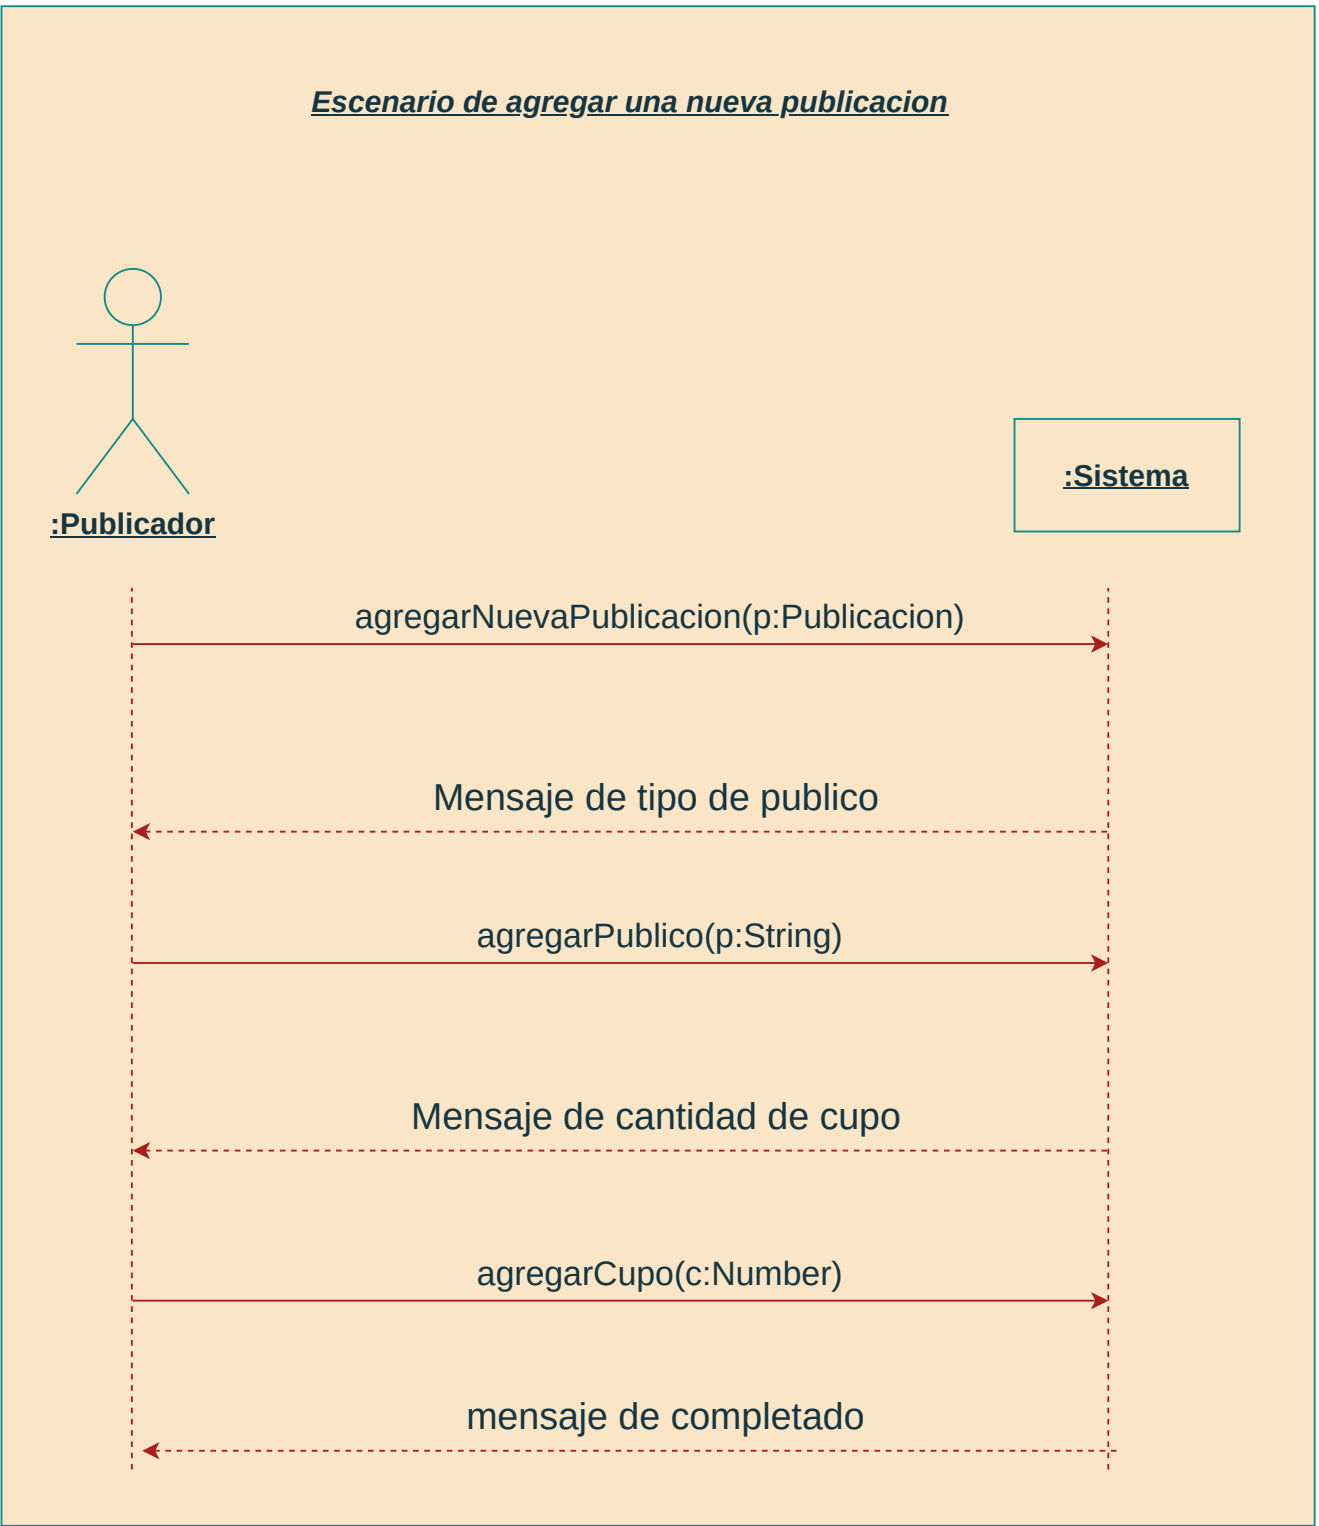 Escenario de agregar una nueva publicacion
:Sistema
:Publicador
agregarNuevaPublicacion(p:Publicacion)
Mensaje de tipo de publico
agregarPublico(p:String)
Mensaje de cantidad de cupo
agregarCupo(c:Number)
mensaje de completado